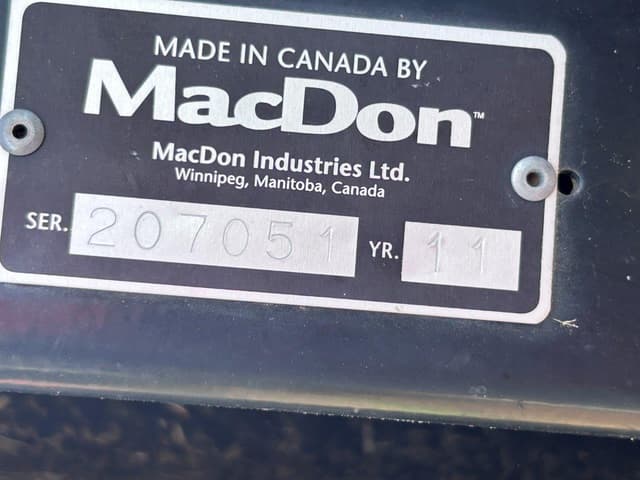 MADE IN CANADA BY
MacDon™
MacDon Industries Ltd.
Winnipeg, Manitoba, Canada
SER. 207051 YR. 11